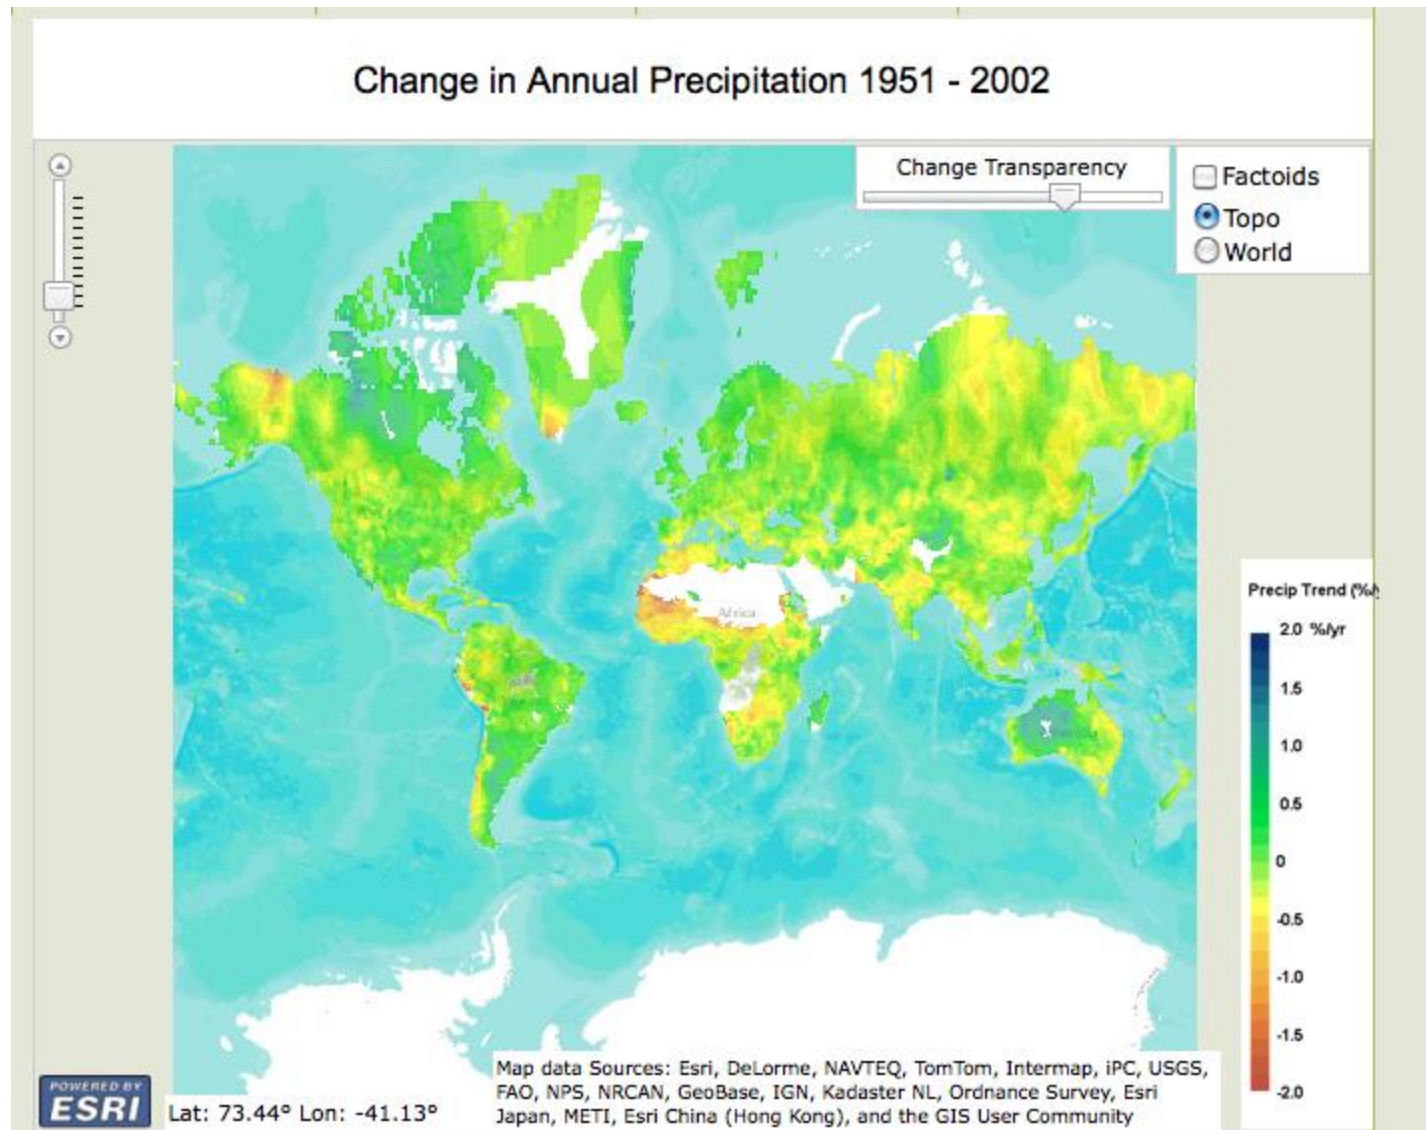 Change in Annual Precipitation 1951 - 2002
Change Transparency
Factoids
Topo
World
Africa
Precip Trend (%/
2.0 %/yr
1.5
1.0
0.5
0
-0.5
-1.0
-1.5
-2.0
POWERED BY
ESRI
Lat: 73.44° Lon: -41.13°
Map data Sources: Esri, DeLorme, NAVTEQ, TomTom, Intermap, iPC, USGS,
FAO, NPS, NRCAN, GeoBase, IGN, Kadaster NL, Ordnance Survey, Esri
Japan, METI, Esri China (Hong Kong), and the GIS User Community